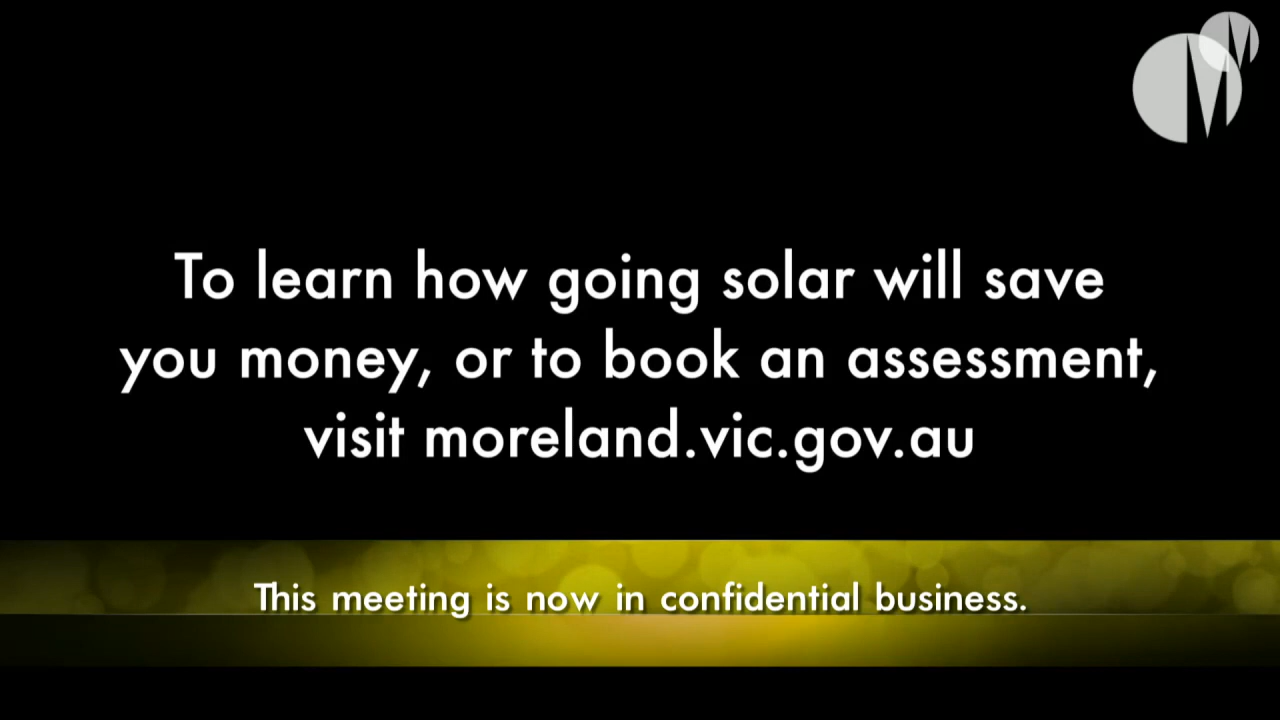 To learn how going solar will save
you money, or to book an assessment,
visit moreland.vic.gov.au
This meeting is now in confidential business.